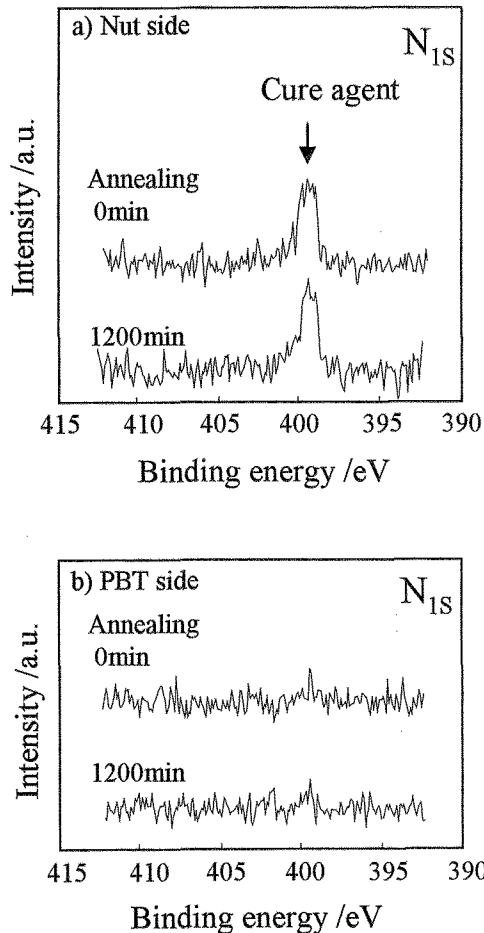 a) Nut side
N1S
Cure agent
Annealing
0min
1200min
Intensity /a.u.
415 410 405 400 395 390
Binding energy /eV
b) PBT side
N1S
Annealing
0min
1200min
Intensity /a.u.
415 410 405 400 395 390
Binding energy /eV